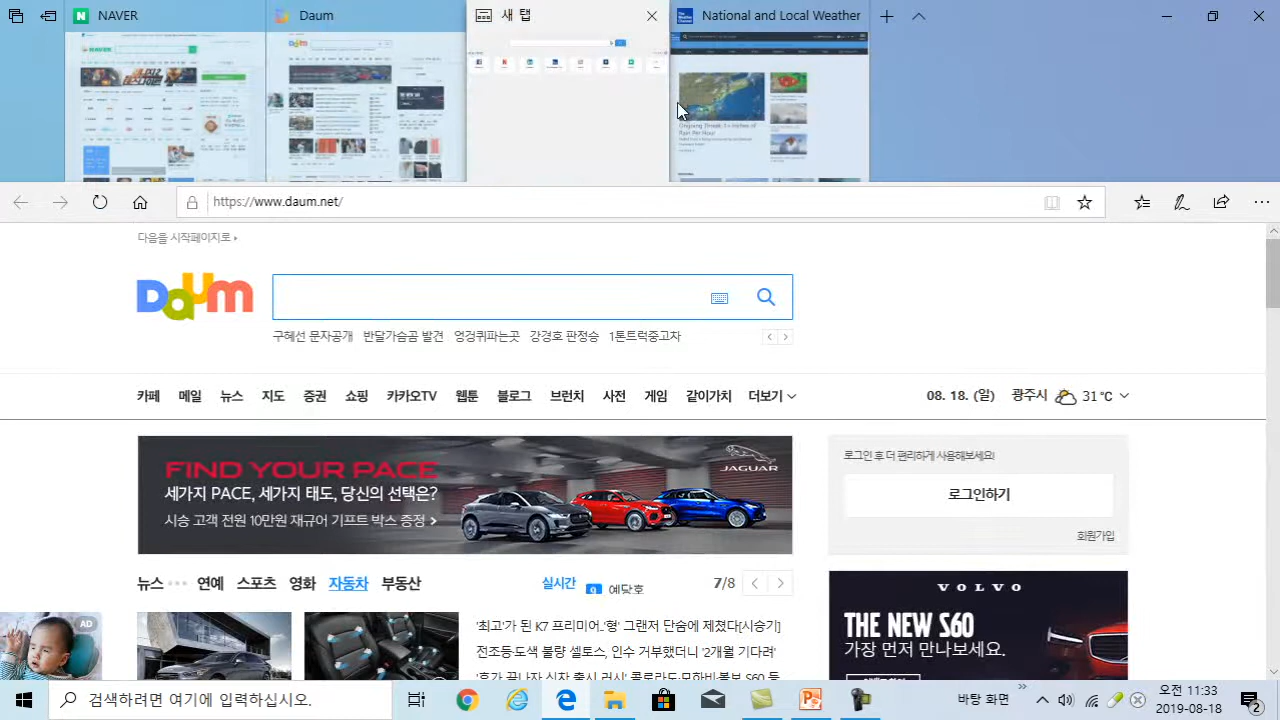 NAVER
Daum
새 탭
National and Local Weather
Ongoing Threat: 1+ Inches of
Rain Per Hour
https://www.daum.net/
다음을 시작페이지로
Daum
구혜선 문자공개 반달가슴곰 발견 엉겅퀴파는곳 강경호 판정승 1톤트럭중고차
카페 메일 뉴스 지도 증권 쇼핑 카카오TV 웹툰 블로그 브런치 사전 게임 같이가치 더보기
08. 18. (일) 광주시 31℃
FIND YOUR PACE
세가지 PACE, 세가지 태도, 당신의 선택은?
시승 고객 전원 10만원 재규어 기프트 박스 증정
JAGUAR
로그인 후 더 편리하게 사용해보세요!
로그인하기
회원가입
뉴스 연예 스포츠 영화 자동차 부동산
실시간 9 예당호 7/8
AD
'최고'가 된 K7 프리미어..'형' 그랜저 단숨에 제쳤다[시승기]
전조등·도색 불량 셀토스, 인수 거부했더니 '2개월 기다려'
VOLVO
THE NEW S60
가장 먼저 만나보세요.
검색하려면 여기에 입력하십시오.
바탕 화면
오전 11:33
2019-08-18
2